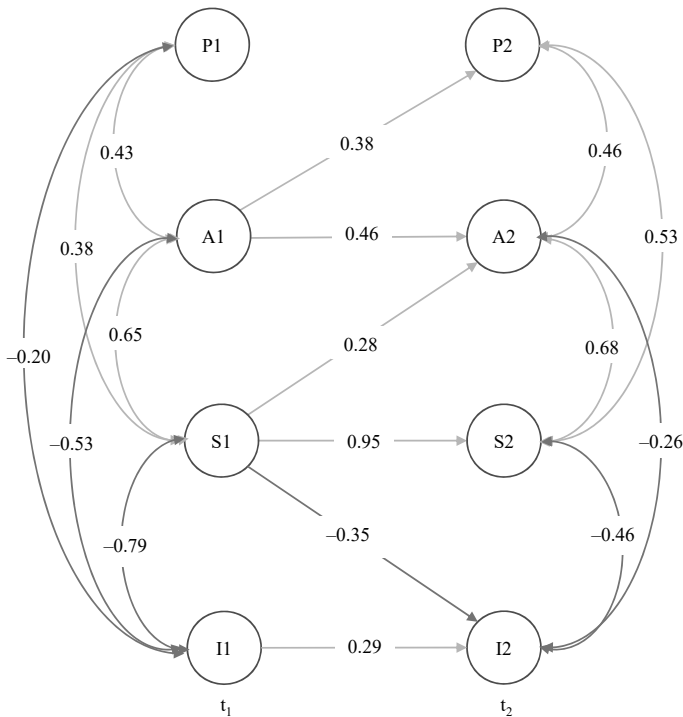 P1 P2
0.43 0.38 0.46
A1 0.46 A2
0.38 0.53
0.65 0.28 0.68
–0.20
S1 0.95 S2
–0.53 –0.26
–0.79 –0.35 –0.46
I1 0.29 I2
t1 t2